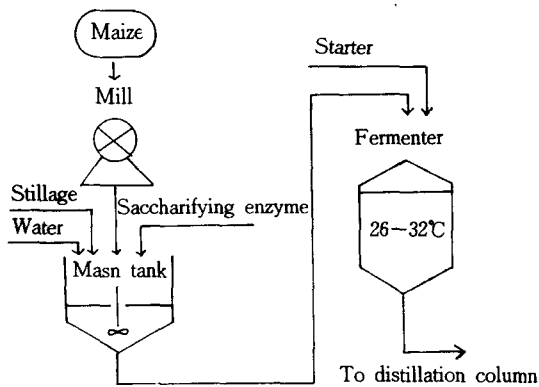 Maize
Mill
Stillage
Water
Saccharifying enzyme
Masn tank
Starter
Fermenter
26~32℃
To distillation column